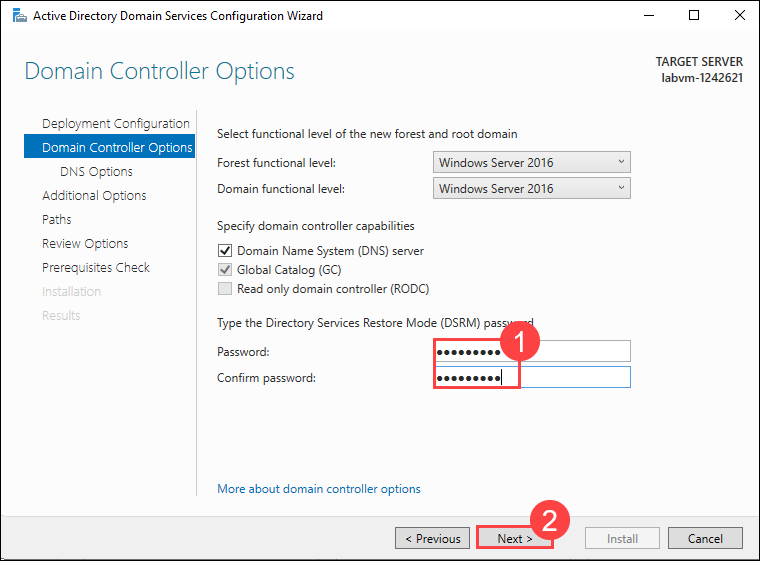 Active Directory Domain Services Configuration Wizard
Domain Controller Options
TARGET SERVER
labvm-1242621
Deployment Configuration
Domain Controller Options
DNS Options
Additional Options
Paths
Review Options
Prerequisites Check
Installation
Results
Select functional level of the new forest and root domain
Forest functional level: Windows Server 2016
Domain functional level: Windows Server 2016
Specify domain controller capabilities
Domain Name System (DNS) server
Global Catalog (GC)
Read only domain controller (RODC)
Type the Directory Services Restore Mode (DSRM) password
1
Password: •••••••••
Confirm password: •••••••••
More about domain controller options
2
< Previous Next > Install Cancel